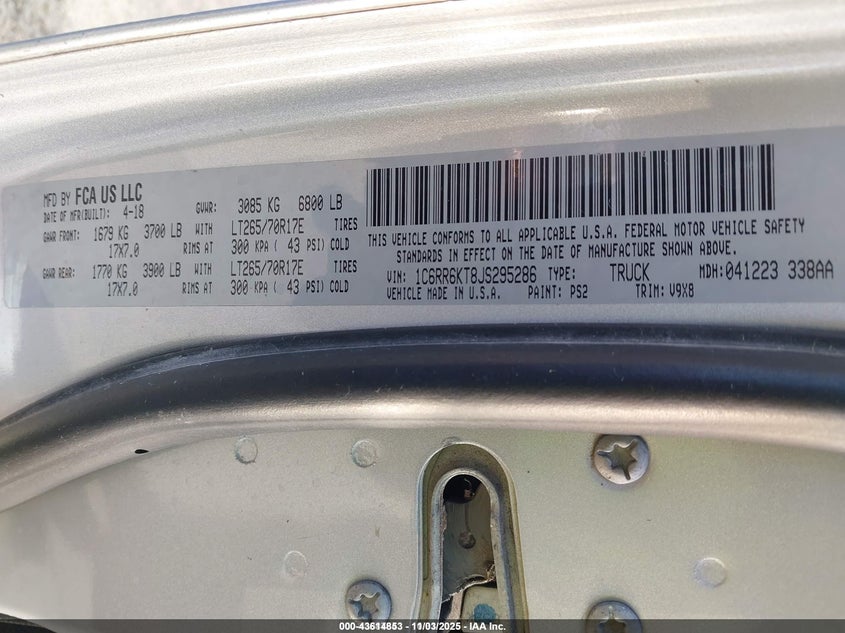 MFD BY FCA US LLC
DATE OF MFR(BUILT): 4-18 GVWR: 3085 KG 6800 LB
GAWR FRONT: 1679 KG 3700 LB WITH LT265/70R17E TIRES
17X7.0 RIMS AT 300 KPA ( 43 PSI) COLD
GAWR REAR: 1770 KG 3900 LB WITH LT265/70R17E TIRES
17X7.0 RIMS AT 300 KPA ( 43 PSI) COLD
THIS VEHICLE CONFORMS TO ALL APPLICABLE U.S.A. FEDERAL MOTOR VEHICLE SAFETY
STANDARDS IN EFFECT ON THE DATE OF MANUFACTURE SHOWN ABOVE.
VIN: 1C6RR6KT8JS295286 TYPE: TRUCK MDH:041223 338AA
VEHICLE MADE IN U.S.A. PAINT: PS2 TRIM: V9X8
000-43614853 - 11/03/2025 - IAA Inc.